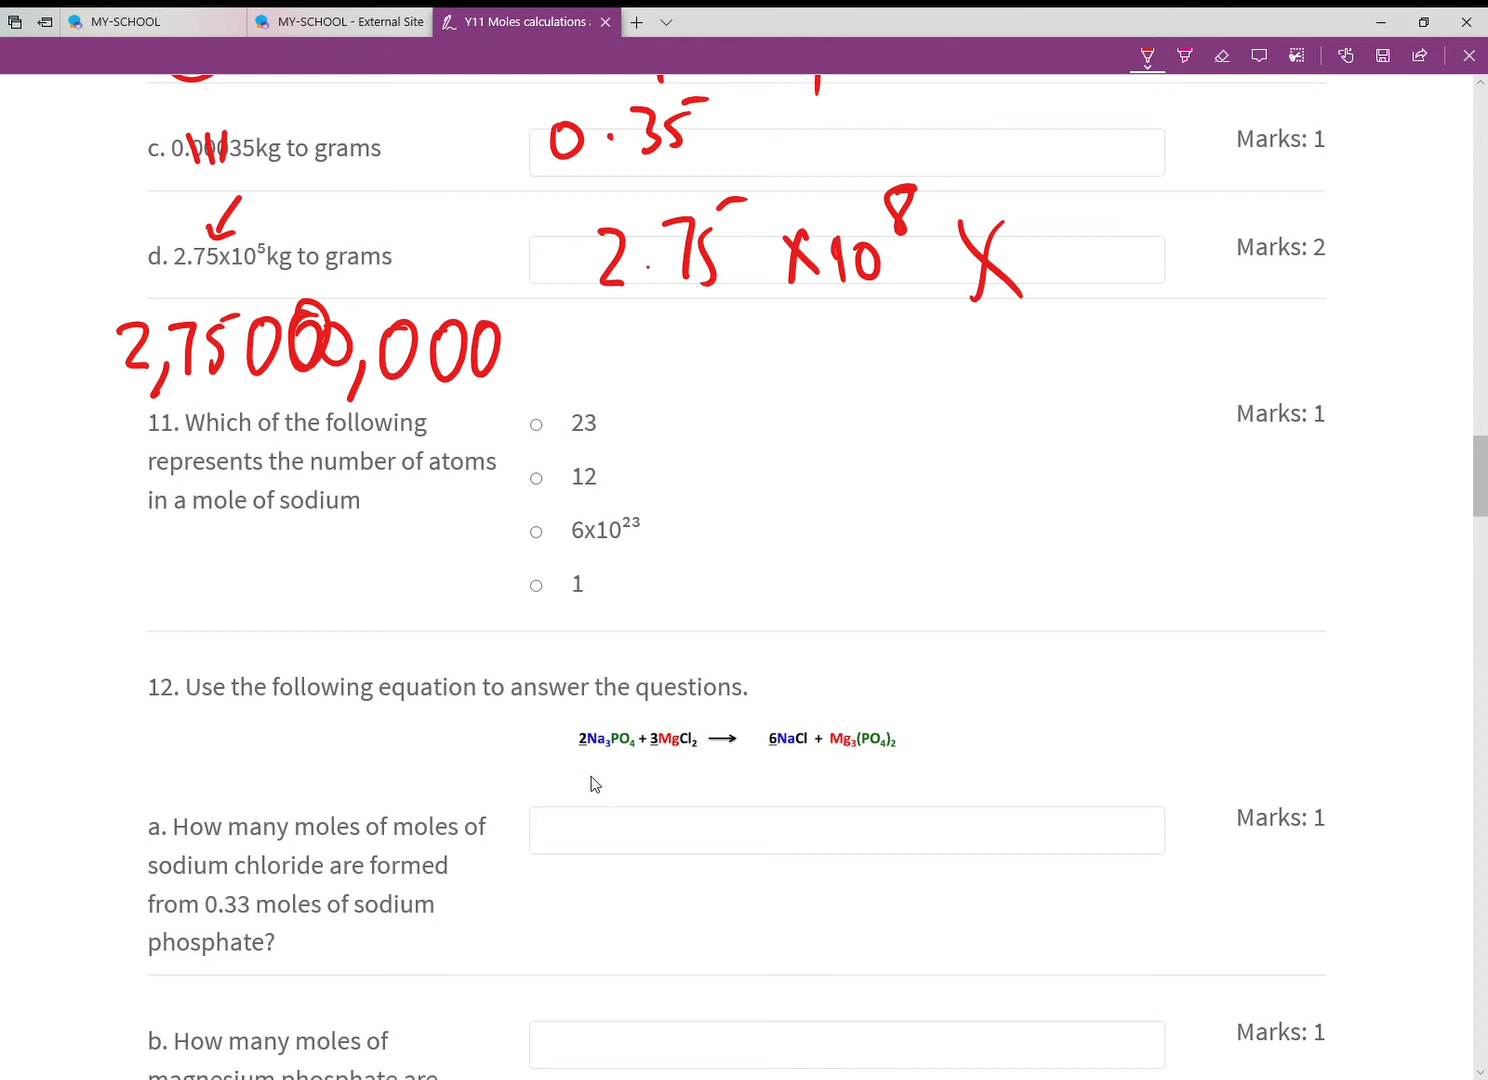 MY-SCHOOL
MY-SCHOOL - External Site
Y11 Moles calculations
c. 0.00035kg to grams
0.35
Marks: 1
d. 2.75x10⁵kg to grams
2.75 x10⁸ X
Marks: 2
11. Which of the following
represents the number of atoms
in a mole of sodium
23
12
6x10²³
1
Marks: 1
12. Use the following equation to answer the questions.
2Na₃PO₄ + 3MgCl₂ ⟶ 6NaCl + Mg₃(PO₄)₂
a. How many moles of moles of
sodium chloride are formed
from 0.33 moles of sodium
phosphate?
Marks: 1
b. How many moles of
magnesium phosphate are
Marks: 1